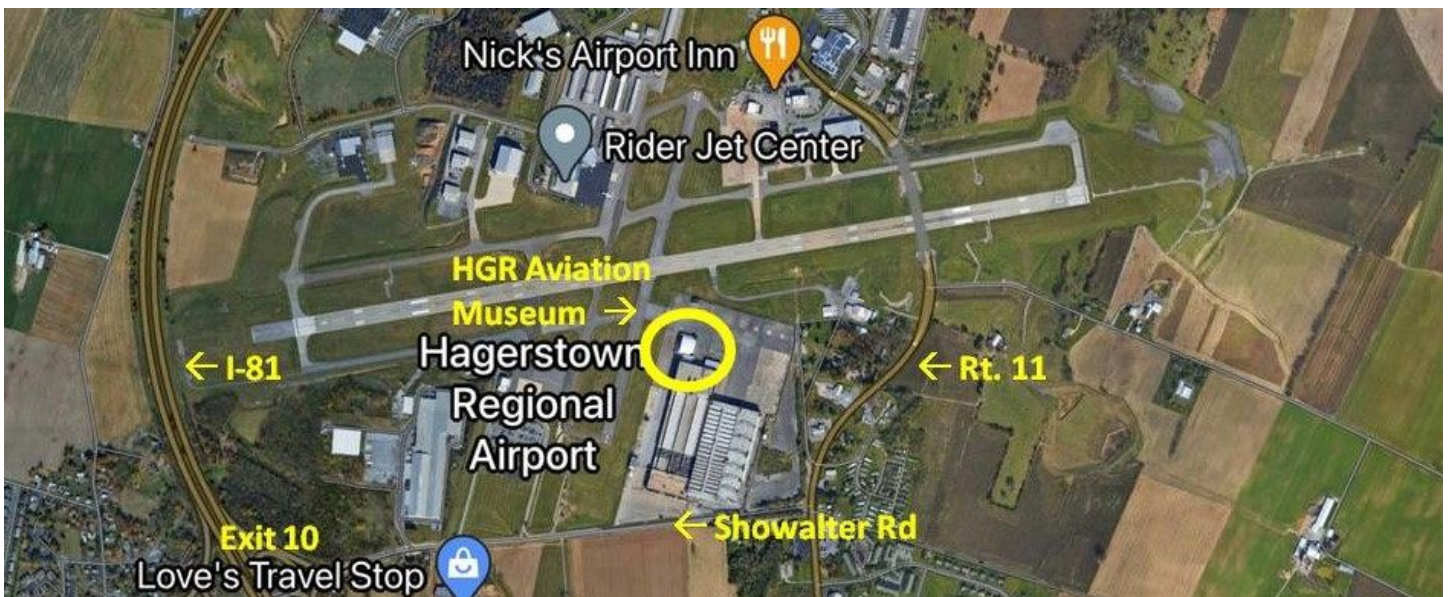 Nick's Airport Inn
Rider Jet Center
HGR Aviation
Museum →
Hagerstown
Regional
Airport
← I-81
← Rt. 11
← Showalter Rd
Exit 10
Love's Travel Stop